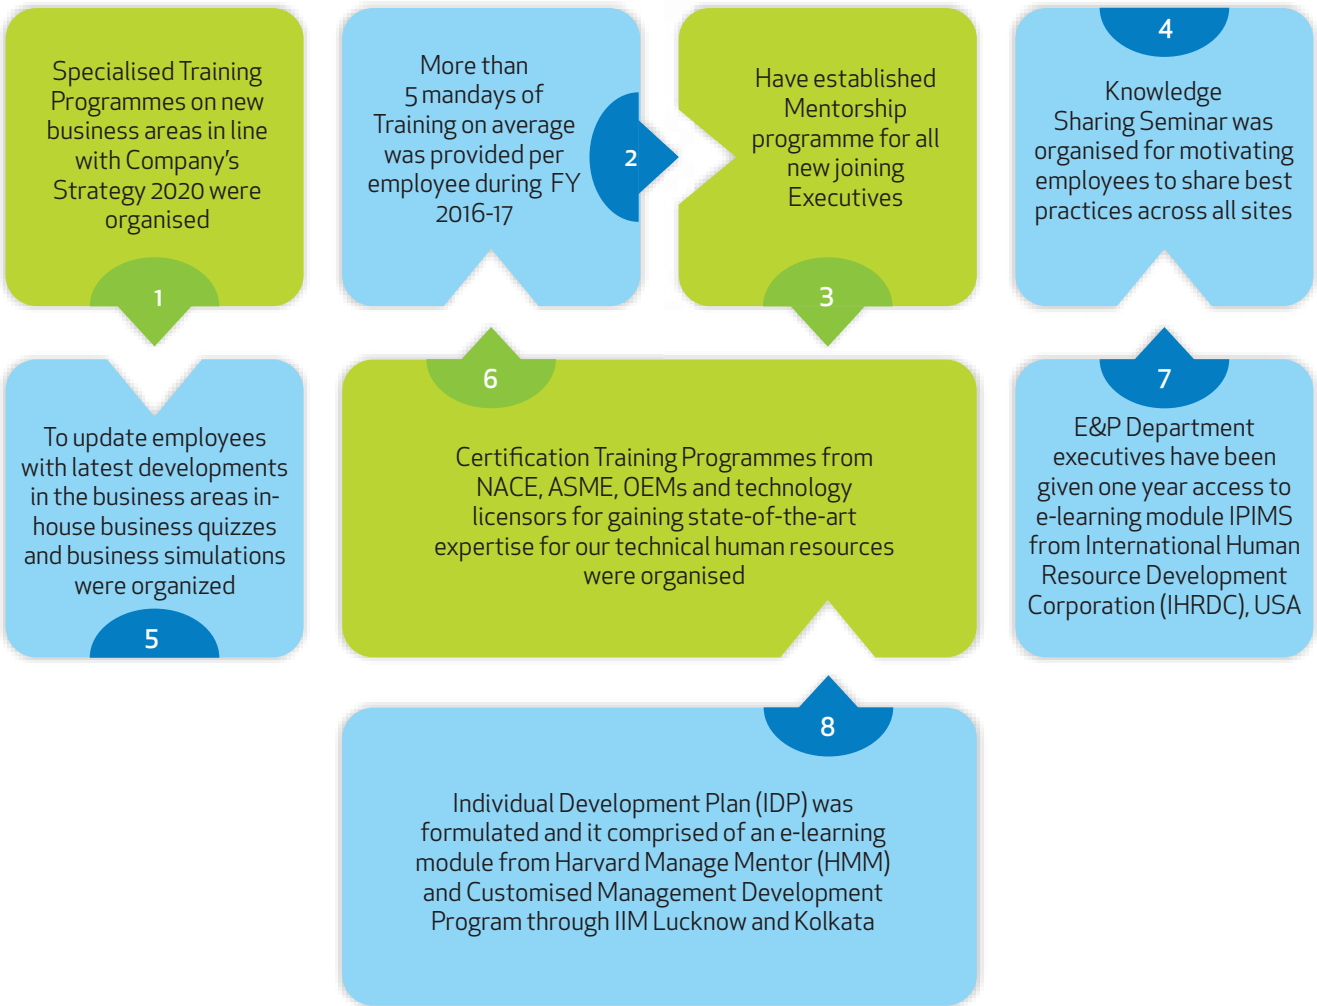 Specialised Training
Programmes on new
business areas in line
with Company's
Strategy 2020 were
organised
1
More than
5 mandays of
Training on average
was provided per
employee during FY
2016-17
2
Have established
Mentorship
programme for all
new joining
Executives
3
4
Knowledge
Sharing Seminar was
organised for motivating
employees to share best
practices across all sites
To update employees
with latest developments
in the business areas in-
house business quizzes
and business simulations
were organized
5
6
Certification Training Programmes from
NACE, ASME, OEMs and technology
licensors for gaining state-of-the-art
expertise for our technical human resources
were organised
7
E&P Department
executives have been
given one year access to
e-learning module IPIMS
from International Human
Resource Development
Corporation (IHRDC), USA
8
Individual Development Plan (IDP) was
formulated and it comprised of an e-learning
module from Harvard Manage Mentor (HMM)
and Customised Management Development
Program through IIM Lucknow and Kolkata